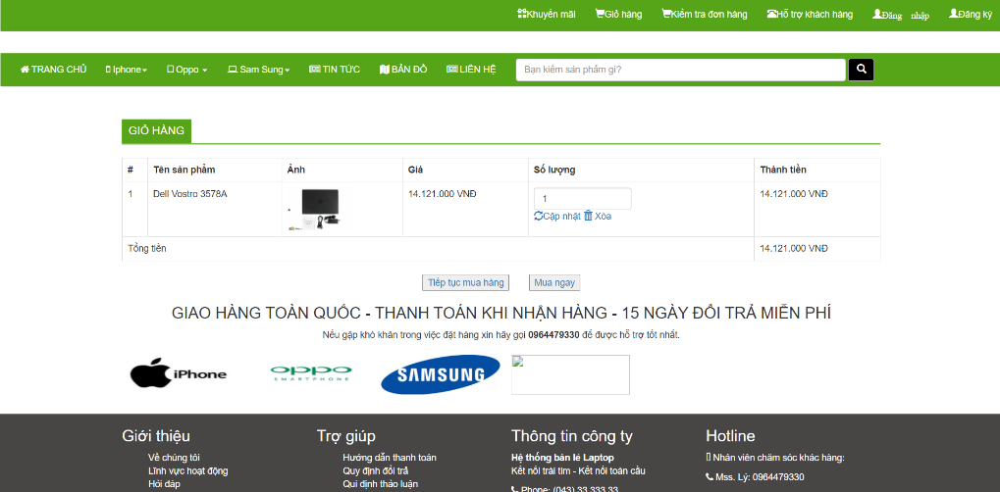 Khuyến mãi Giỏ hàng Kiểm tra đơn hàng Hỗ trợ khách hàng Đăng nhập Đăng ký
TRANG CHỦ Iphone Oppo Sam Sung TIN TỨC BẢN ĐỒ LIÊN HỆ Bạn kiếm sản phẩm gì?
GIỎ HÀNG
# Tên sản phẩm Ảnh Giá Số lượng Thành tiền
1 Dell Vostro 3578A 14.121.000 VNĐ 1 14.121.000 VNĐ
Cập nhật Xóa
Tổng tiền 14.121.000 VNĐ
Tiếp tục mua hàng Mua ngay
GIAO HÀNG TOÀN QUỐC - THANH TOÁN KHI NHẬN HÀNG - 15 NGÀY ĐỔI TRẢ MIỄN PHÍ
Nếu gặp khó khăn trong việc đặt hàng xin hãy gọi 0964479330 để được hỗ trợ tốt nhất.
iPhone oppo SMARTPHONE SAMSUNG
Giới thiệu Trợ giúp Thông tin công ty Hotline
Về chúng tôi Hướng dẫn thanh toán Hệ thống bán lẻ Laptop Nhân viên chăm sóc khác hàng:
Lĩnh vực hoạt động Quy định đổi trả Kết nối trái tim - Kết nối toàn cầu
Hỏi đáp Qui định thảo luận Phone: (043) 33 333 33 Mss. Lý: 0964479330